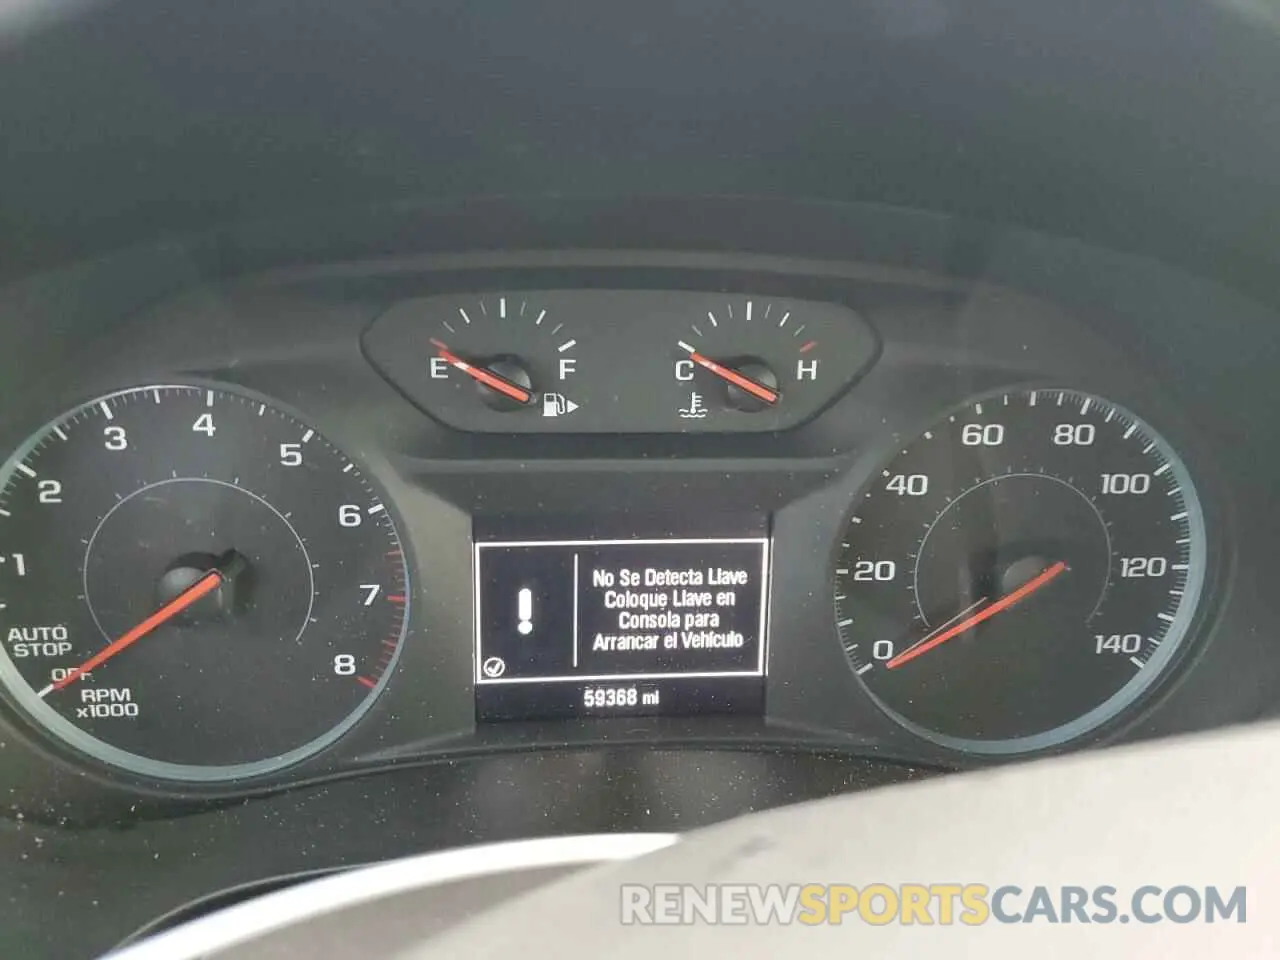 E F
C H
1 2 3 4 5 6 7 8
AUTO
STOP
OFF
RPM
x1000
No Se Detecta Llave
Coloque Llave en
Consola para
Arrancar el Vehículo
59368 mi
0 20 40 60 80 100 120 140
RENEWSPORTSCARS.COM